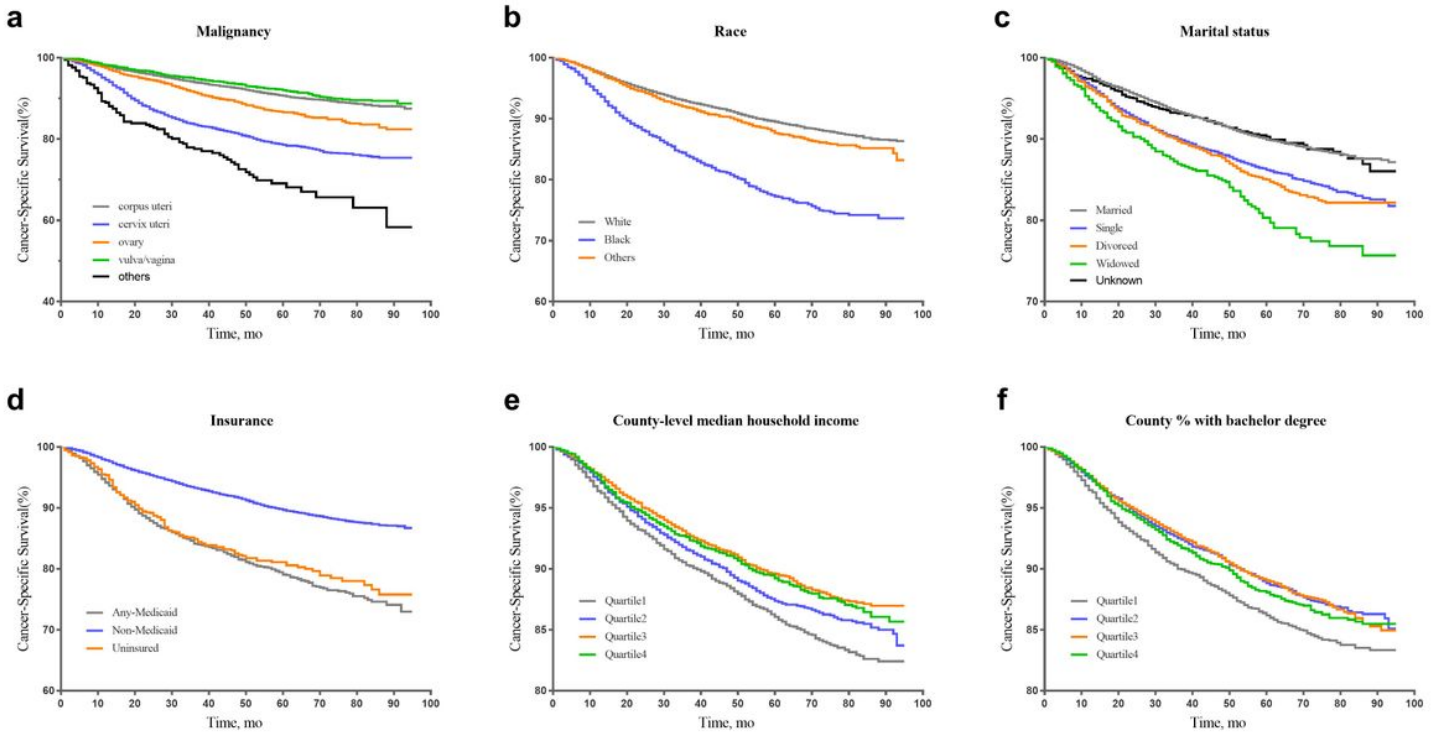 a
Malignancy
Cancer-Specific Survival(%)
100
80
60
40
corpus uteri
cervix uteri
ovary
vulva/vagina
others
0 10 20 30 40 50 60 70 80 90 100
Time, mo
b
Race
Cancer-Specific Survival(%)
100
90
80
70
60
White
Black
Others
0 10 20 30 40 50 60 70 80 90 100
Time, mo
c
Marital status
Cancer-Specific Survival(%)
100
90
80
70
Married
Single
Divorced
Widowed
Unknown
0 10 20 30 40 50 60 70 80 90 100
Time, mo
d
Insurance
Cancer-Specific Survival(%)
100
90
80
70
60
Any-Medicaid
Non-Medicaid
Uninsured
0 10 20 30 40 50 60 70 80 90 100
Time, mo
e
County-level median household income
Cancer-Specific Survival(%)
100
95
90
85
80
Quartile1
Quartile2
Quartile3
Quartile4
0 10 20 30 40 50 60 70 80 90 100
Time, mo
f
County % with bachelor degree
Cancer-Specific Survival(%)
100
95
90
85
80
Quartile1
Quartile2
Quartile3
Quartile4
0 10 20 30 40 50 60 70 80 90 100
Time, mo